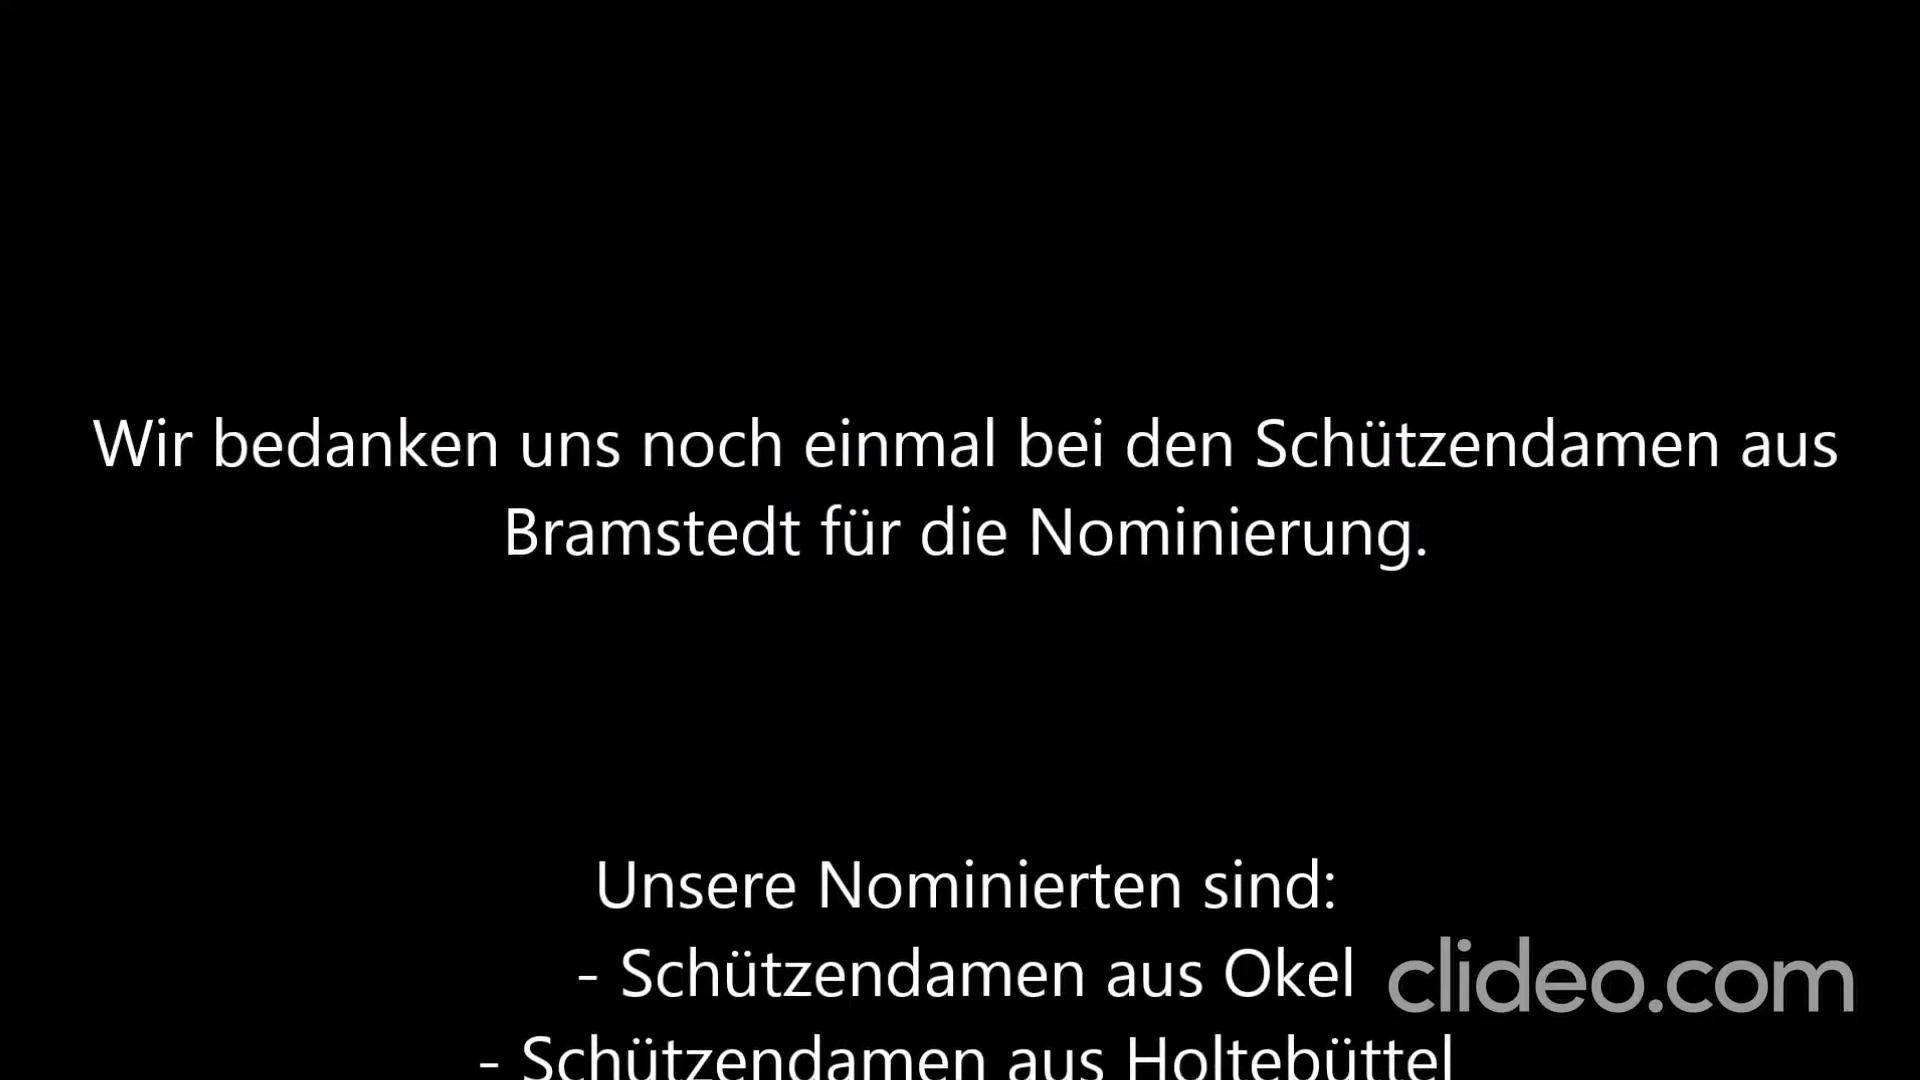 Wir bedanken uns noch einmal bei den Schützendamen aus
Bramstedt für die Nominierung.
Unsere Nominierten sind:
- Schützendamen aus Okel
clideo.com
- Schützendamen aus Holtebüttel